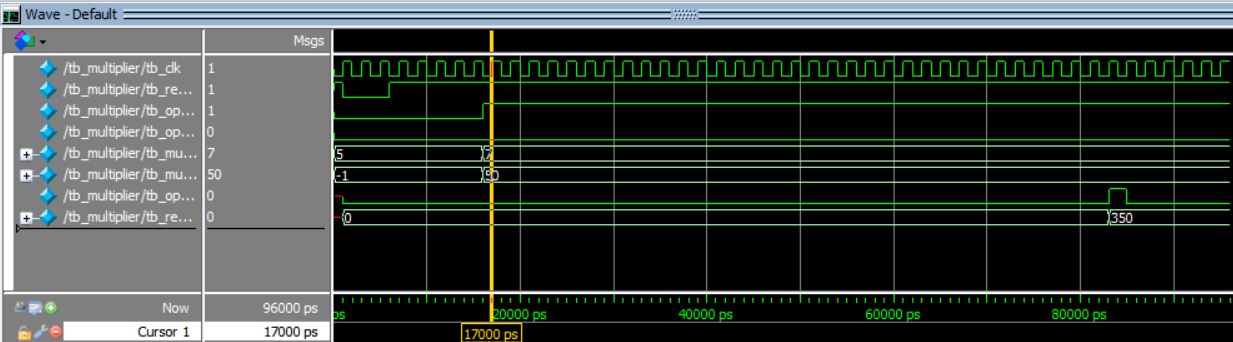 Wave - Default
Msgs
/tb_multiplier/tb_clk 1
/tb_multiplier/tb_re... 1
/tb_multiplier/tb_op... 1
/tb_multiplier/tb_op... 0
/tb_multiplier/tb_mu... 7 5 7
/tb_multiplier/tb_mu... 50 -1 50
/tb_multiplier/tb_op... 0
/tb_multiplier/tb_re... 0 0 350
Now 96000 ps ps 20000 ps 40000 ps 60000 ps 80000 ps
Cursor 1 17000 ps 17000 ps